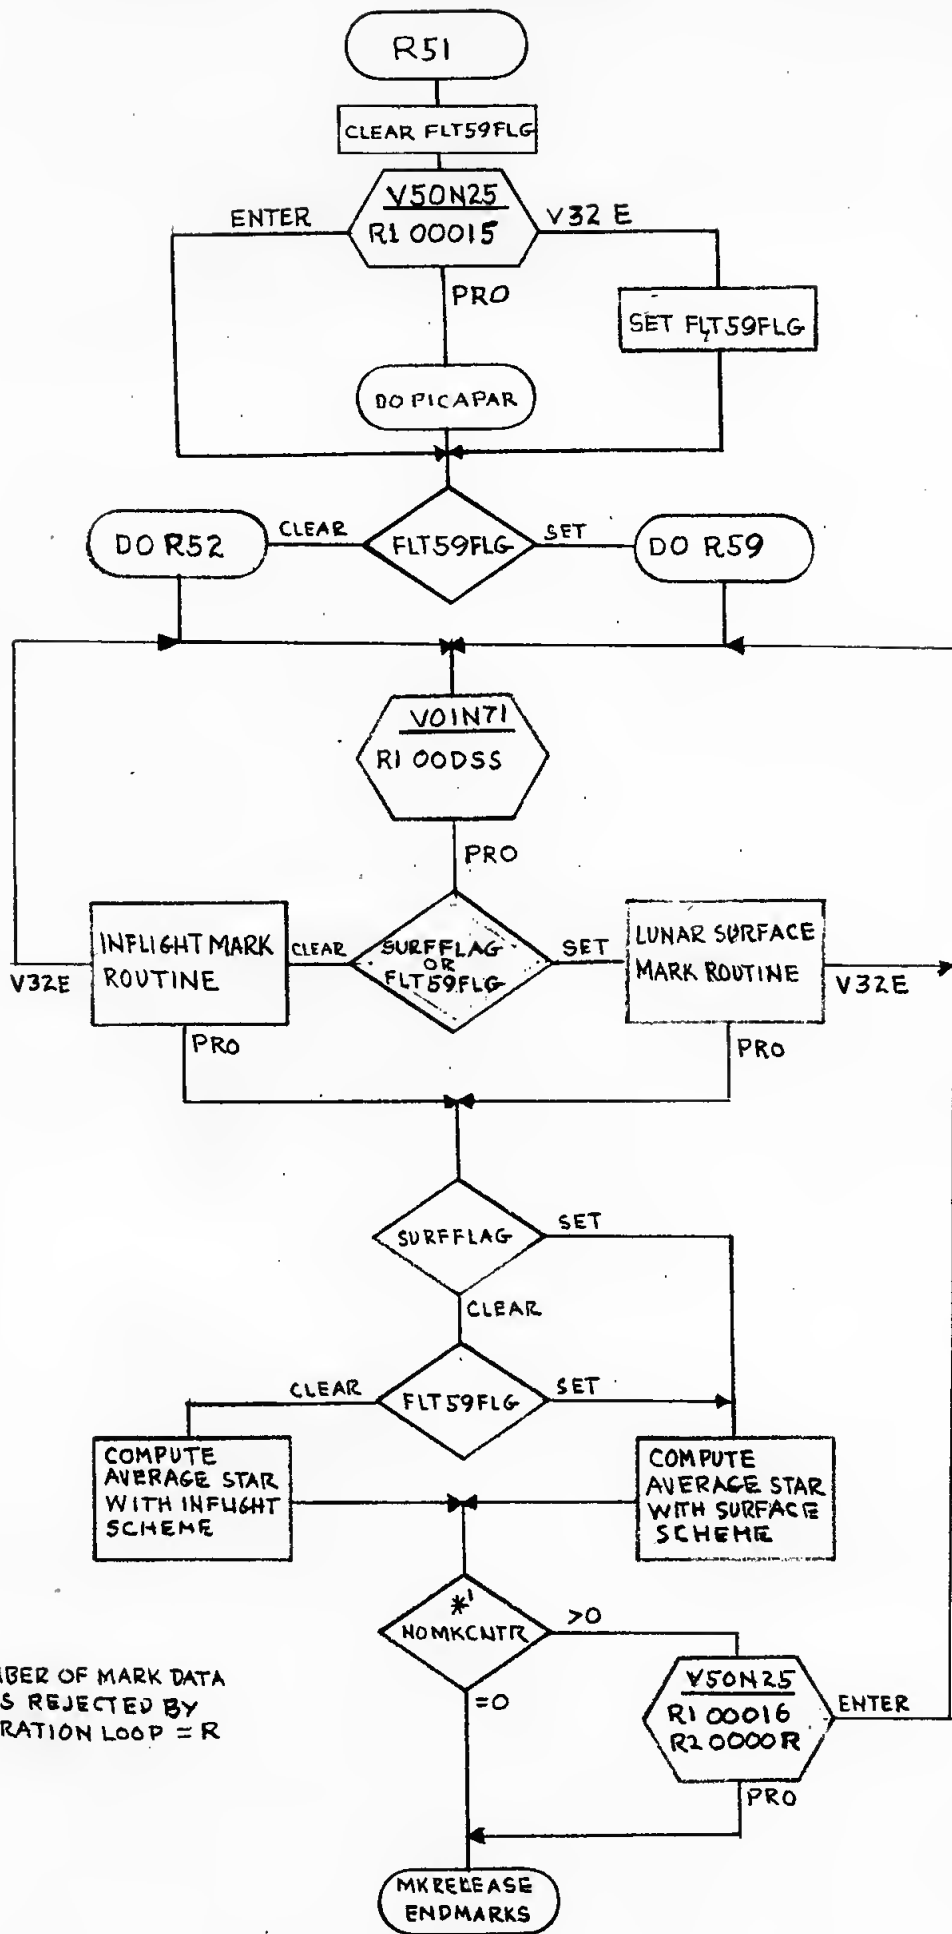 R51
CLEAR FLT59FLG
V50N25
R1 00015
ENTER
V32 E
PRO
SET FLT59FLG
DO PICAPAR
DO R52
CLEAR
FLT59FLG
SET
DO R59
V01N71
R1 00DSS
PRO
INFLIGHT MARK
ROUTINE
CLEAR
SURFFLAG
OR
FLT59FLG
SET
LUNAR SURFACE
MARK ROUTINE
V32E
V32E
PRO
PRO
SURFFLAG
SET
CLEAR
CLEAR
FLT59FLG
SET
COMPUTE
AVERAGE STAR
WITH INFLIGHT
SCHEME
COMPUTE
AVERAGE STAR
WITH SURFACE
SCHEME
*1
NOMKCNTR
>0
=0
V50N25
R1 00016
R2 0000R
ENTER
PRO
BER OF MARK DATA
S REJECTED BY
RATION LOOP = R
MKRELEASE
ENDMARKS